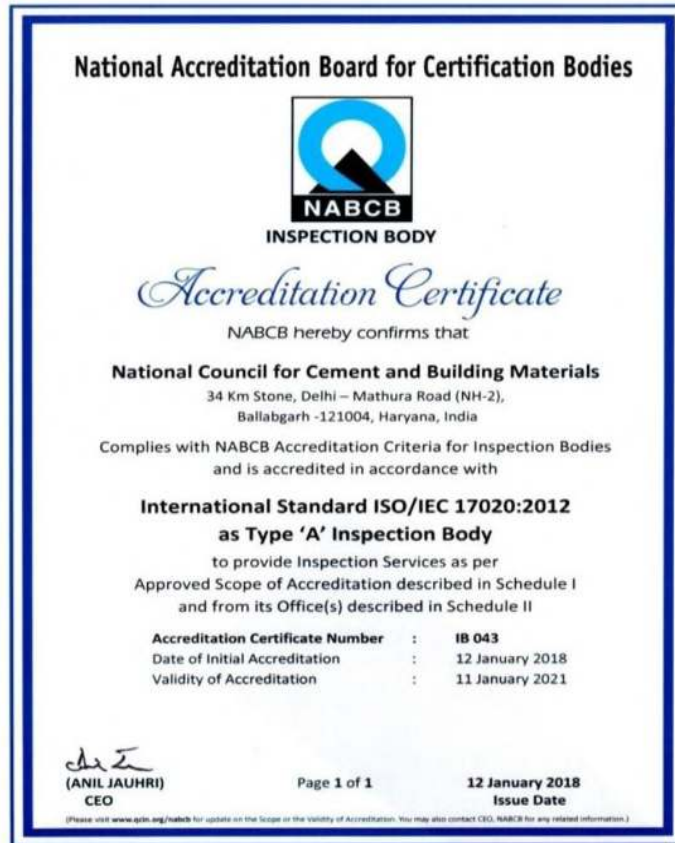 National Accreditation Board for Certification Bodies
NABCB
INSPECTION BODY
Accreditation Certificate
NABCB hereby confirms that
National Council for Cement and Building Materials
34 Km Stone, Delhi – Mathura Road (NH-2),
Ballabgarh -121004, Haryana, India
Complies with NABCB Accreditation Criteria for Inspection Bodies
and is accredited in accordance with
International Standard ISO/IEC 17020:2012
as Type ‘A’ Inspection Body
to provide Inspection Services as per
Approved Scope of Accreditation described in Schedule I
and from its Office(s) described in Schedule II
Accreditation Certificate Number : IB 043
Date of Initial Accreditation : 12 January 2018
Validity of Accreditation : 11 January 2021
(ANIL JAUHRI) Page 1 of 1 12 January 2018
CEO Issue Date
(Please visit www.qcin.org/nabcb for update on the Scope or the Validity of Accreditation. You may also contact CEO, NABCB for any related information.)